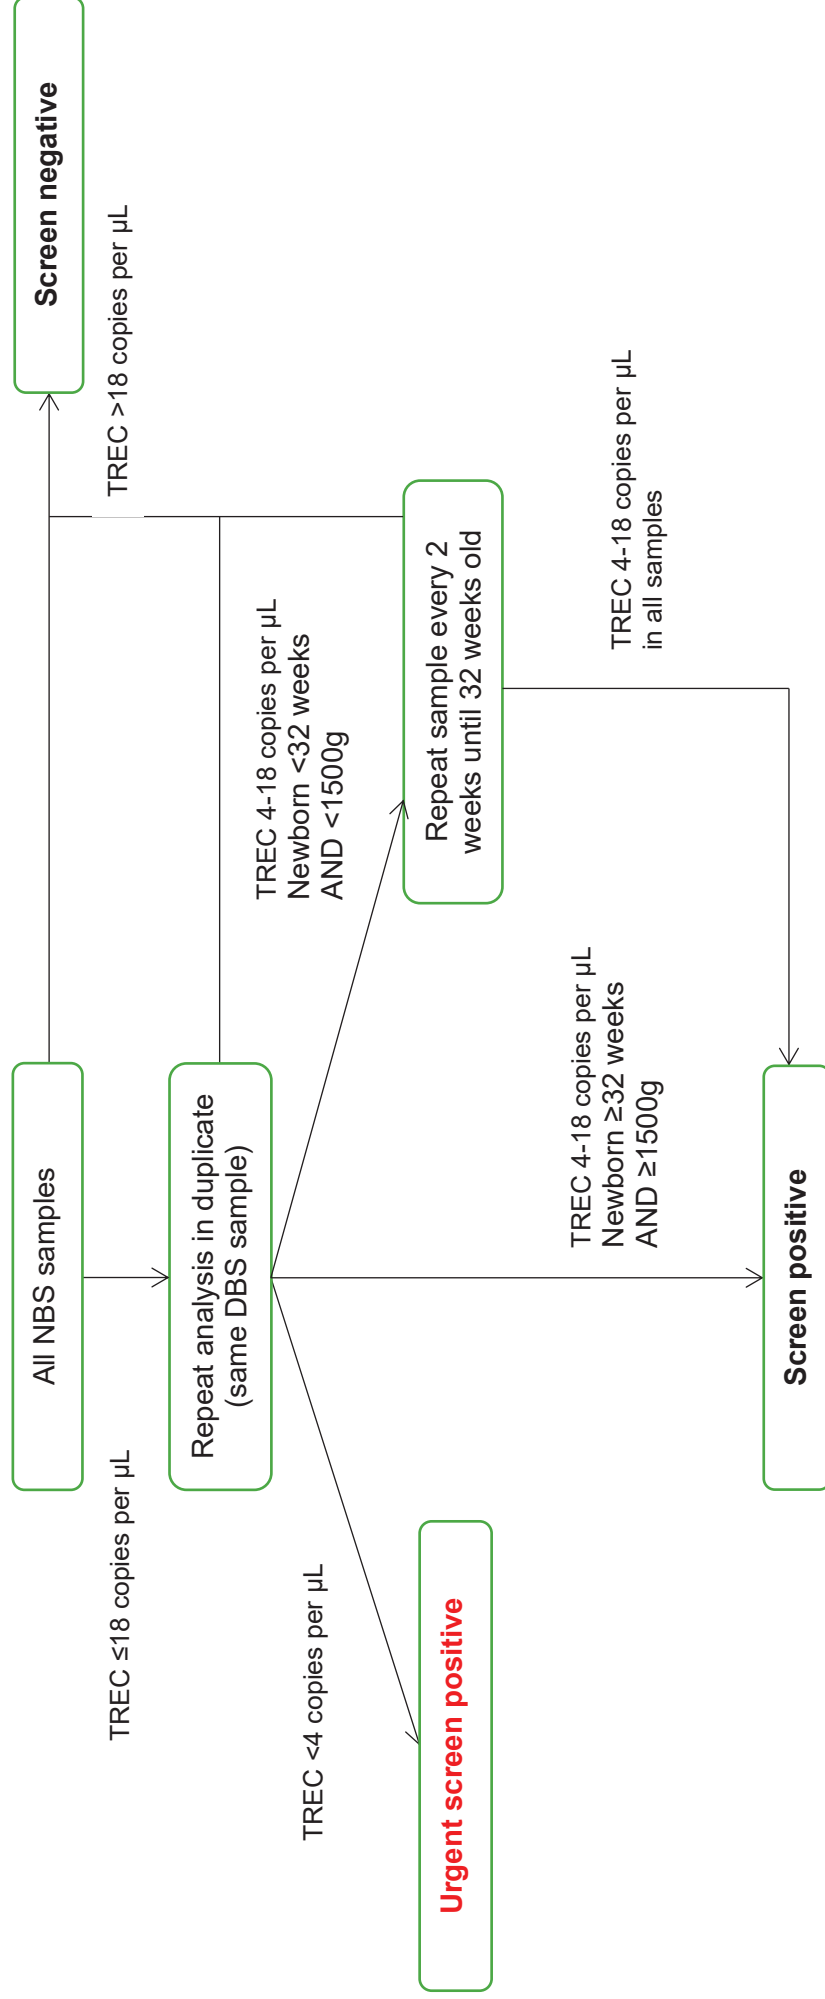 All NBS samples
Screen negative
TREC ≤18 copies per µL
TREC >18 copies per µL
Repeat analysis in duplicate
(same DBS sample)
TREC 4-18 copies per µL
Newborn <32 weeks
AND <1500g
TREC <4 copies per µL
Urgent screen positive
Repeat sample every 2
weeks until 32 weeks old
TREC 4-18 copies per µL
Newborn ≥32 weeks
AND ≥1500g
TREC 4-18 copies per µL
in all samples
Screen positive